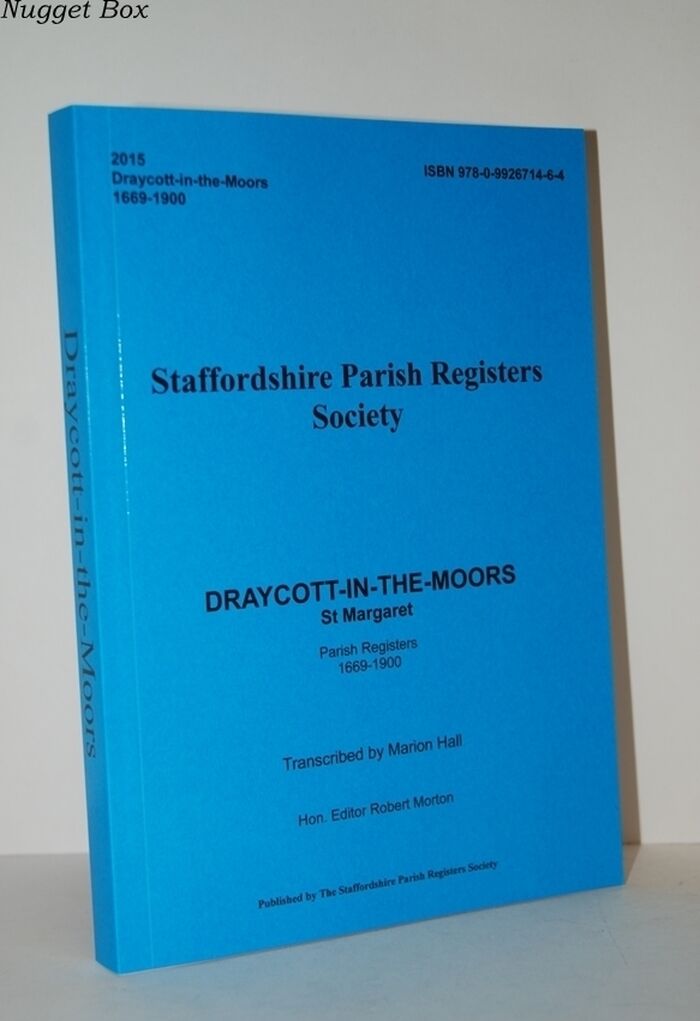 Nugget Box
2015
Draycott-in-the-Moors
1669-1900
ISBN 978-0-9926714-6-4
Staffordshire Parish Registers
Society
DRAYCOTT-IN-THE-MOORS
St Margaret
Parish Registers
1669-1900
Transcribed by Marion Hall
Hon. Editor Robert Morton
Published by The Staffordshire Parish Registers Society
Draycott-in-the-Moors